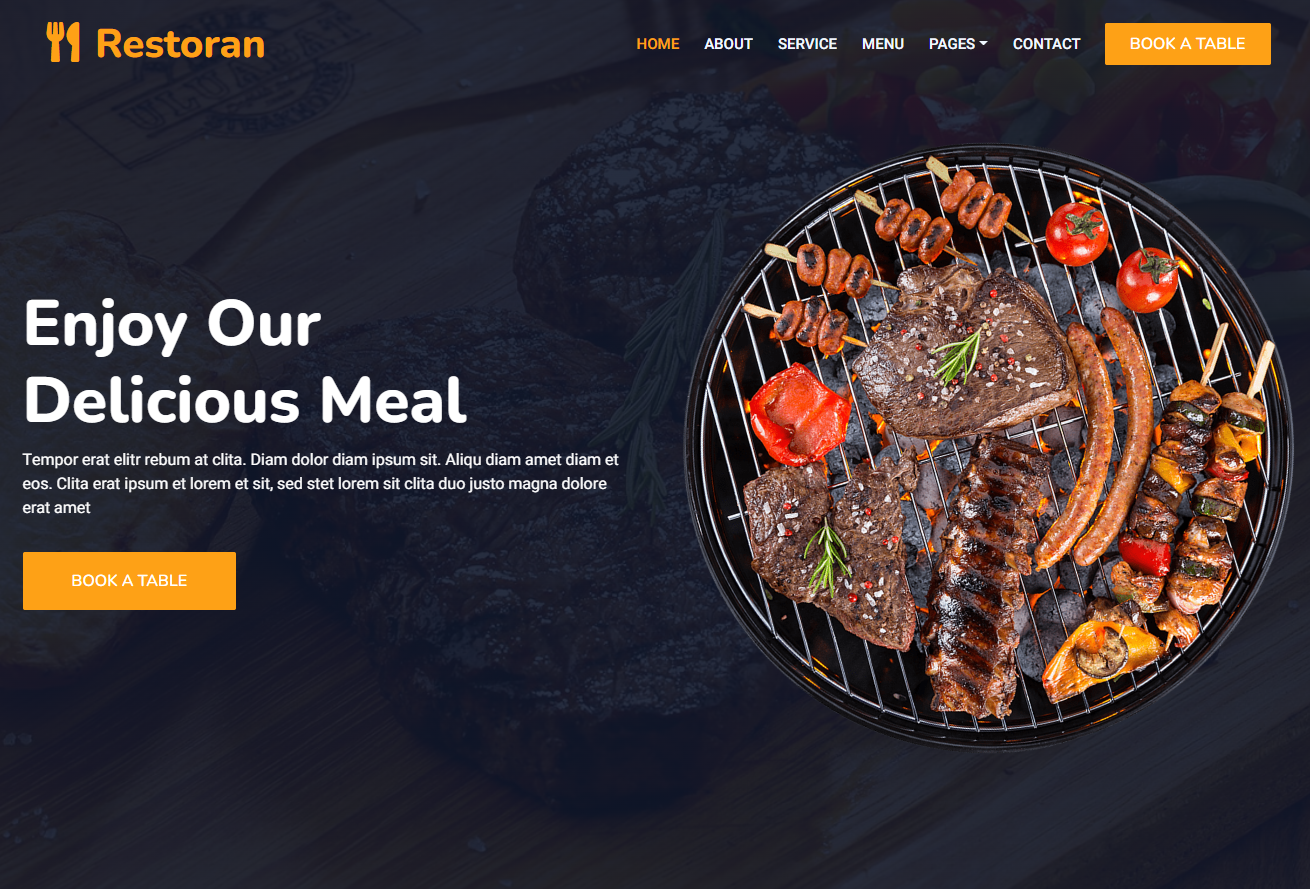 Restoran
HOME ABOUT SERVICE MENU PAGES CONTACT BOOK A TABLE
Enjoy Our
Delicious Meal
Tempor erat elitr rebum at clita. Diam dolor diam ipsum sit. Aliqu diam amet diam et
eos. Clita erat ipsum et lorem et sit, sed stet lorem sit clita duo justo magna dolore
erat amet
BOOK A TABLE